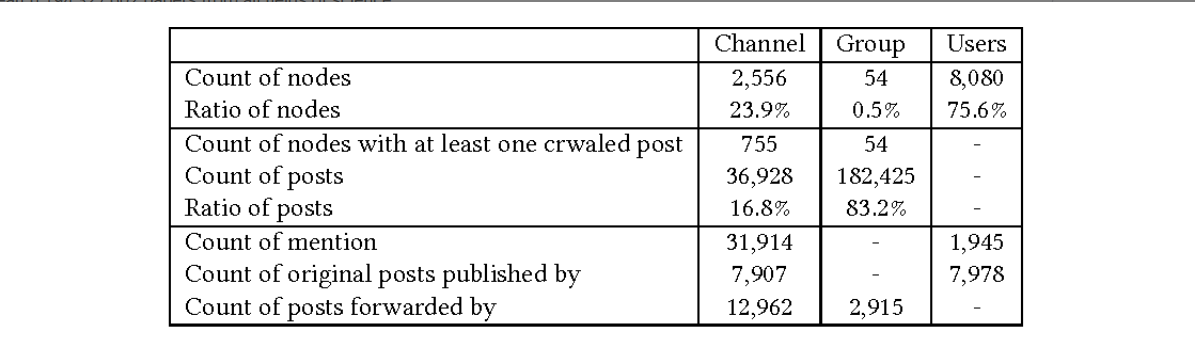 Channel Group Users
Count of nodes 2,556 54 8,080
Ratio of nodes 23.9% 0.5% 75.6%
Count of nodes with at least one crwaled post 755 54 -
Count of posts 36,928 182,425 -
Ratio of posts 16.8% 83.2% -
Count of mention 31,914 - 1,945
Count of original posts published by 7,907 - 7,978
Count of posts forwarded by 12,962 2,915 -